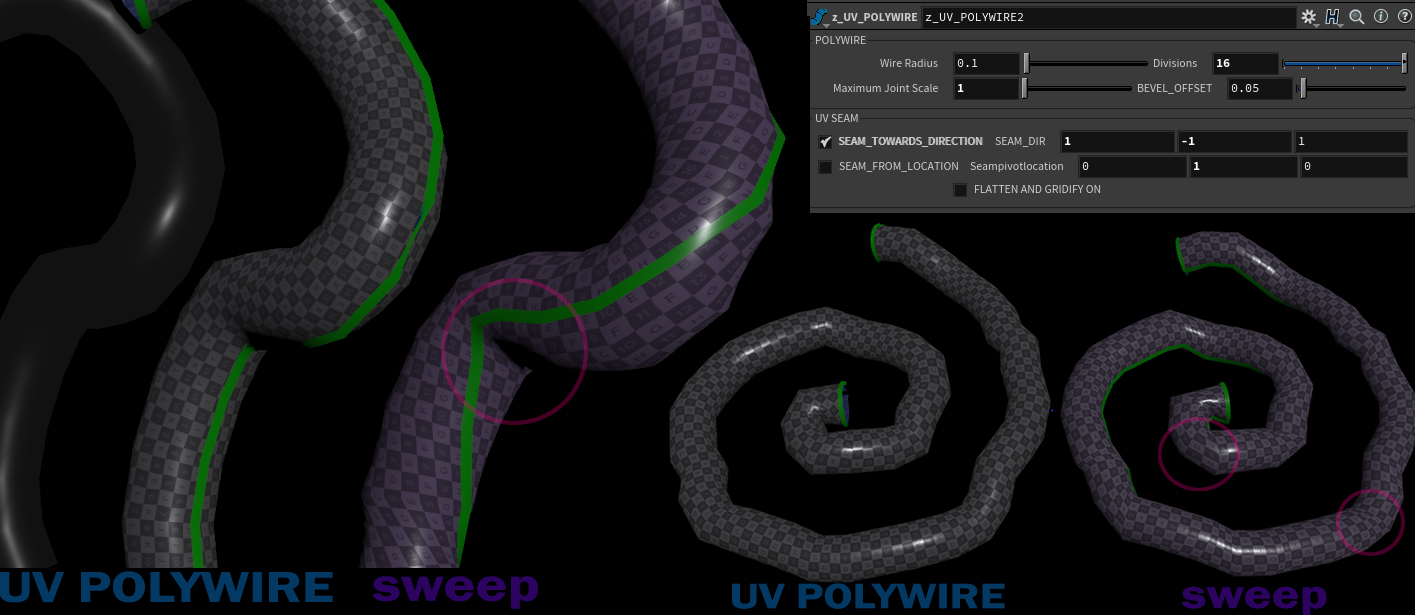 z_UV_POLYWIRE z_UV_POLYWIRE2
POLYWIRE
Wire Radius 0.1 Divisions 16
Maximum Joint Scale 1 BEVEL_OFFSET 0.05
UV SEAM
SEAM_TOWARDS_DIRECTION SEAM_DIR 1 -1 1
SEAM_FROM_LOCATION Seampivotlocation 0 1 0
FLATTEN AND GRIDIFY ON
UV POLYWIRE
sweep
UV POLYWIRE
sweep